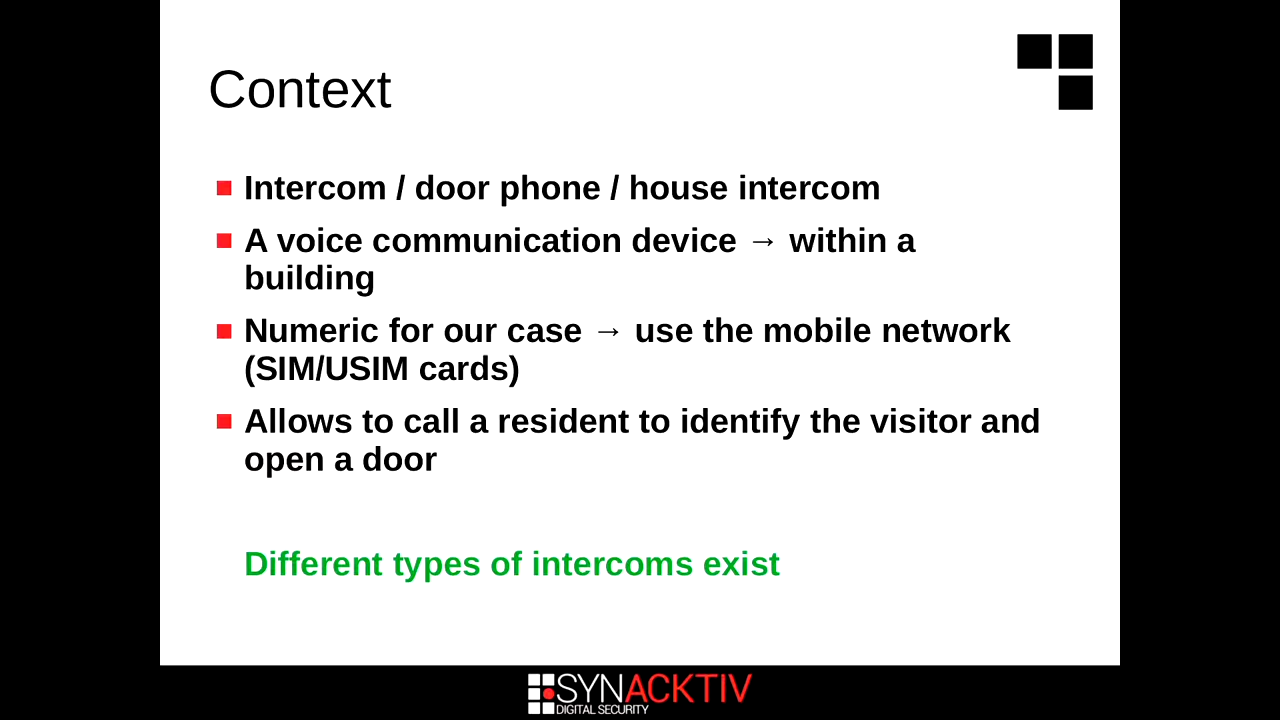 Context
Intercom / door phone / house intercom
A voice communication device → within a
building
Numeric for our case → use the mobile network
(SIM/USIM cards)
Allows to call a resident to identify the visitor and
open a door
Different types of intercoms exist
SYNACKTIV
DIGITAL SECURITY